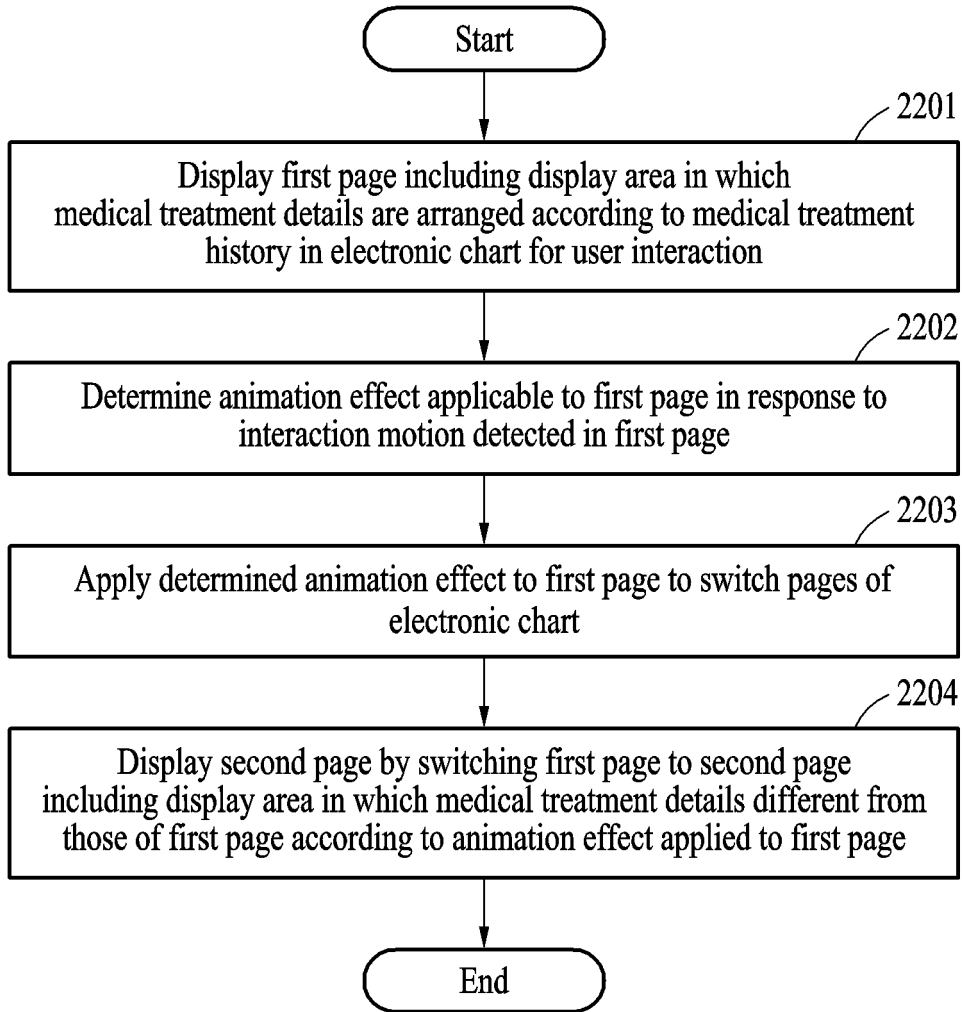 Start
2201
Display first page including display area in which
medical treatment details are arranged according to medical treatment
history in electronic chart for user interaction
2202
Determine animation effect applicable to first page in response to
interaction motion detected in first page
2203
Apply determined animation effect to first page to switch pages of
electronic chart
2204
Display second page by switching first page to second page
including display area in which medical treatment details different from
those of first page according to animation effect applied to first page
End